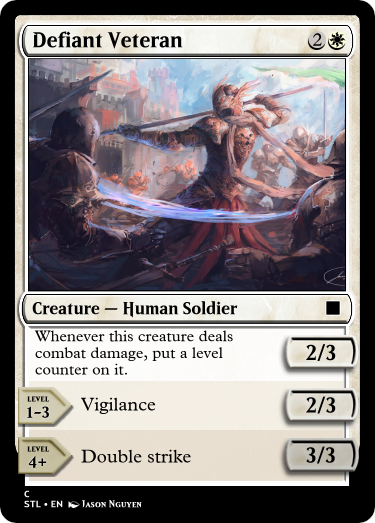 Defiant Veteran 2
Creature — Human Soldier
Whenever this creature deals
combat damage, put a level
counter on it.
2/3
LEVEL
1-3
Vigilance
2/3
LEVEL
4+
Double strike
3/3
C
STL • EN Jason Nguyen